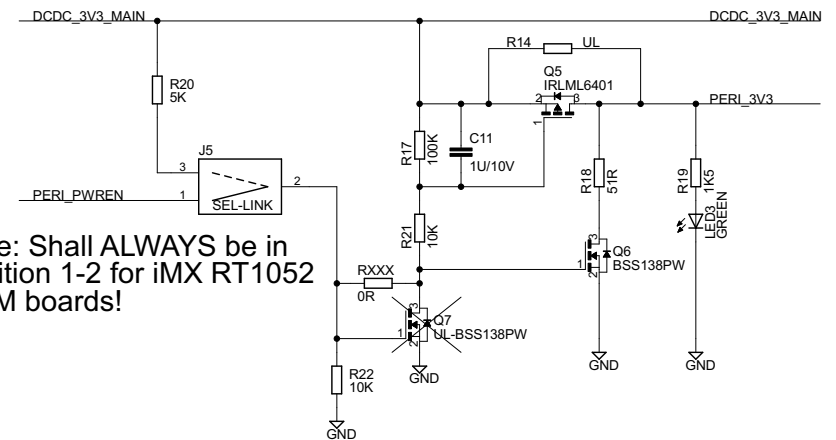 DCDC_3V3_MAIN
DCDC_3V3_MAIN
R14
UL
Q5
IRLML6401
2
3
1
PERI_3V3
R20
5K
R17
100K
C11
1U/10V
R18
51R
R19
1K5
LED3
GREEN
J5
3
2
1
SEL-LINK
PERI_PWREN
R21
10K
e: Shall ALWAYS be in
ition 1-2 for iMX RT1052
M boards!
RXXX
0R
3
1
2
Q6
BSS138PW
3
1
2
Q7
UL-BSS138PW
R22
10K
GND
GND
GND
GND